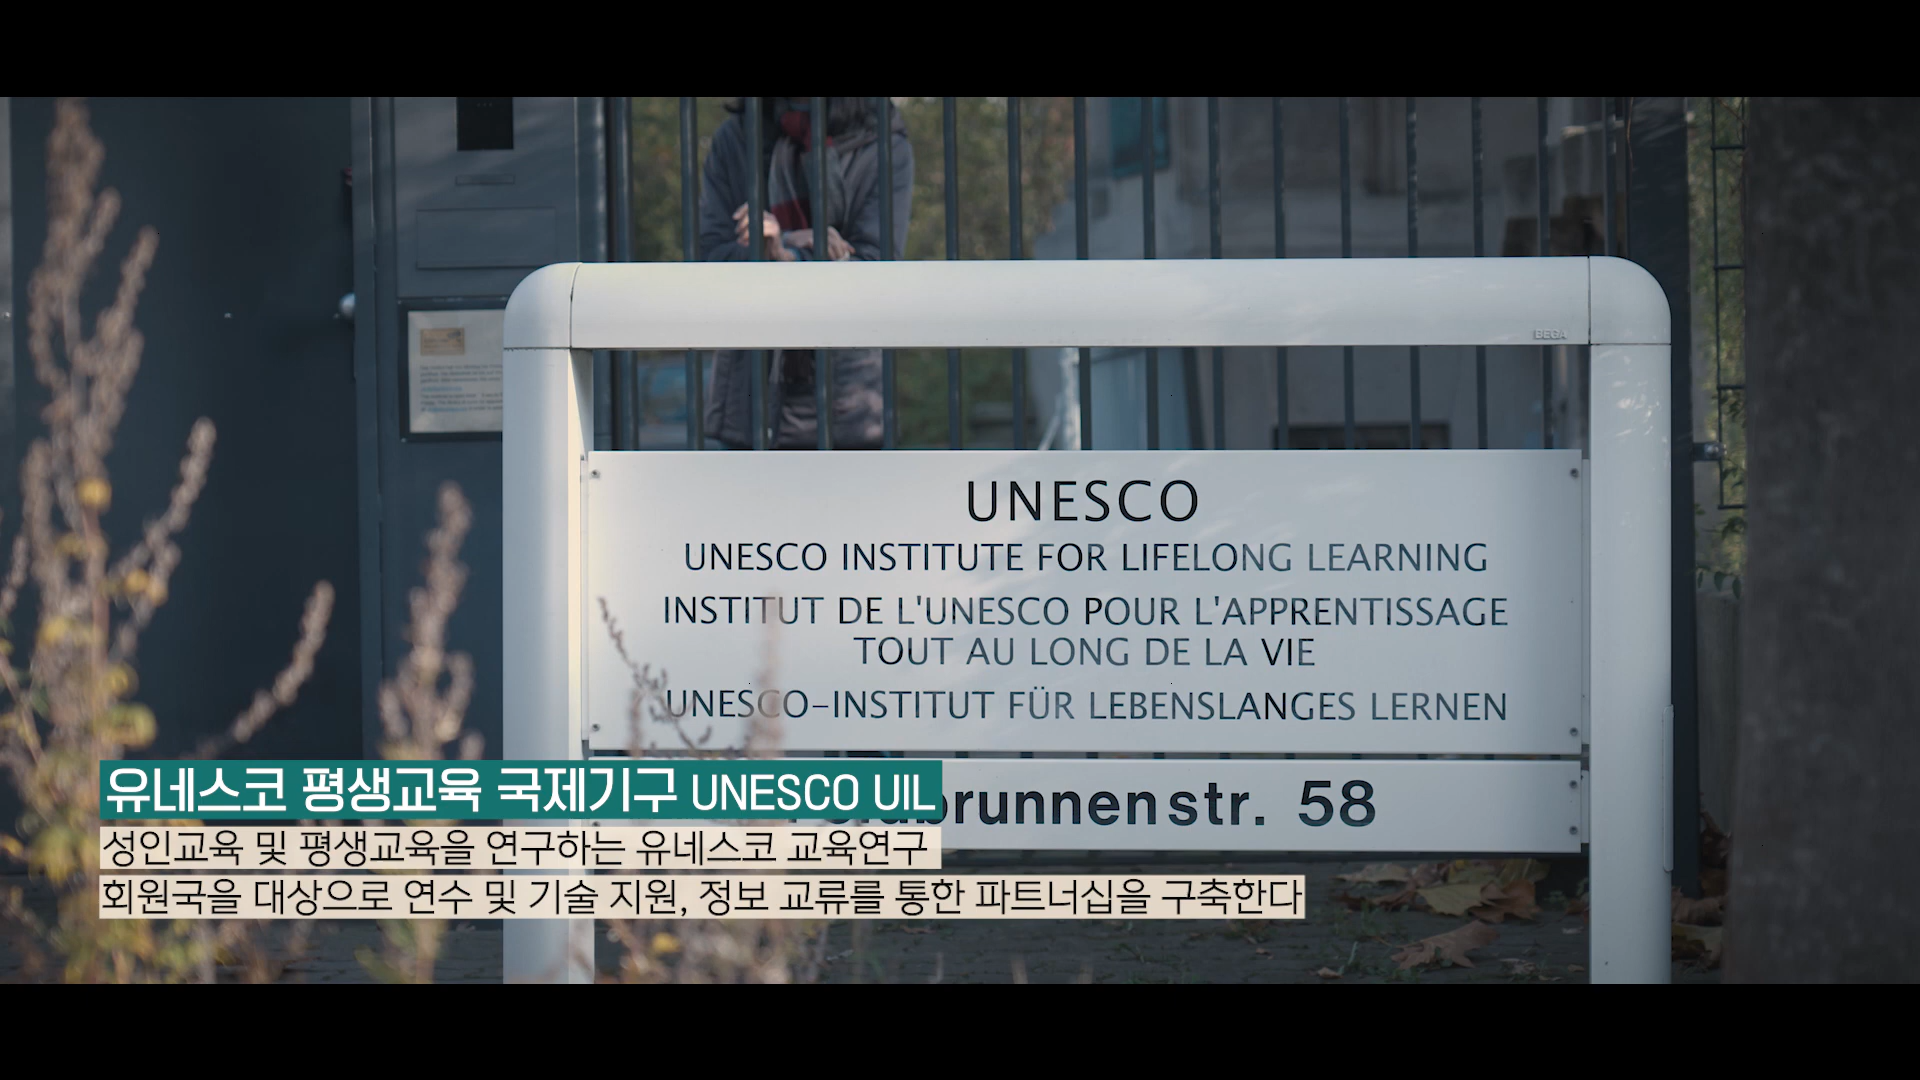 BEGA
UNESCO
UNESCO INSTITUTE FOR LIFELONG LEARNING
INSTITUT DE L'UNESCO POUR L'APPRENTISSAGE
TOUT AU LONG DE LA VIE
UNESCO-INSTITUT FÜR LEBENSLANGES LERNEN
brunnenstr. 58
유네스코 평생교육 국제기구 UNESCO UIL
성인교육 및 평생교육을 연구하는 유네스코 교육연구
회원국을 대상으로 연수 및 기술 지원, 정보 교류를 통한 파트너십을 구축한다